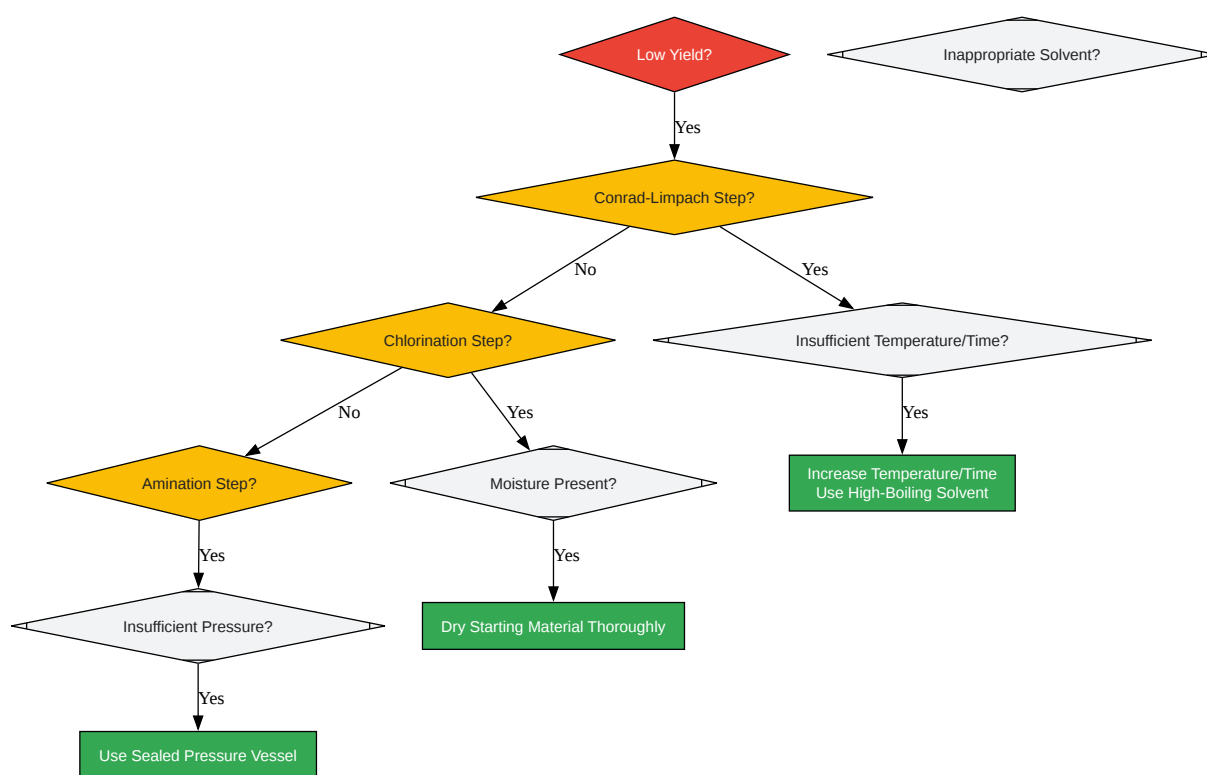 Low Yield?
Inappropriate Solvent?
Yes
Conrad-Limpach Step?
No
Yes
Chlorination Step?
Insufficient Temperature/Time?
No
Yes
Yes
Amination Step?
Moisture Present?
Increase Temperature/Time
Use High-Boiling Solvent
Yes
Yes
Insufficient Pressure?
Dry Starting Material Thoroughly
Yes
Use Sealed Pressure Vessel